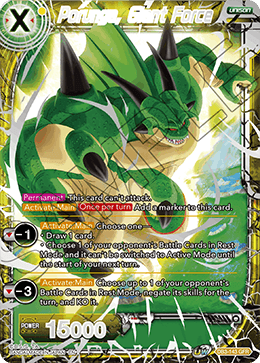 X
Porunga, Giant Force
UNISON
Permanent This card can't attack.
Activate:Main Once per turn Add a marker to this card.
-1 Activate:Main Choose one—
• Draw 1 card.
• Choose 1 of your opponent's Battle Cards in Rest
Mode and it can't be switched to Active Mode until
the start of your next turn.
-3 Activate:Main Choose up to 1 of your opponent's
Battle Cards in Rest Mode, negate its skills for the
turn, and KO it.
POWER 15000
DB3-143 GFR